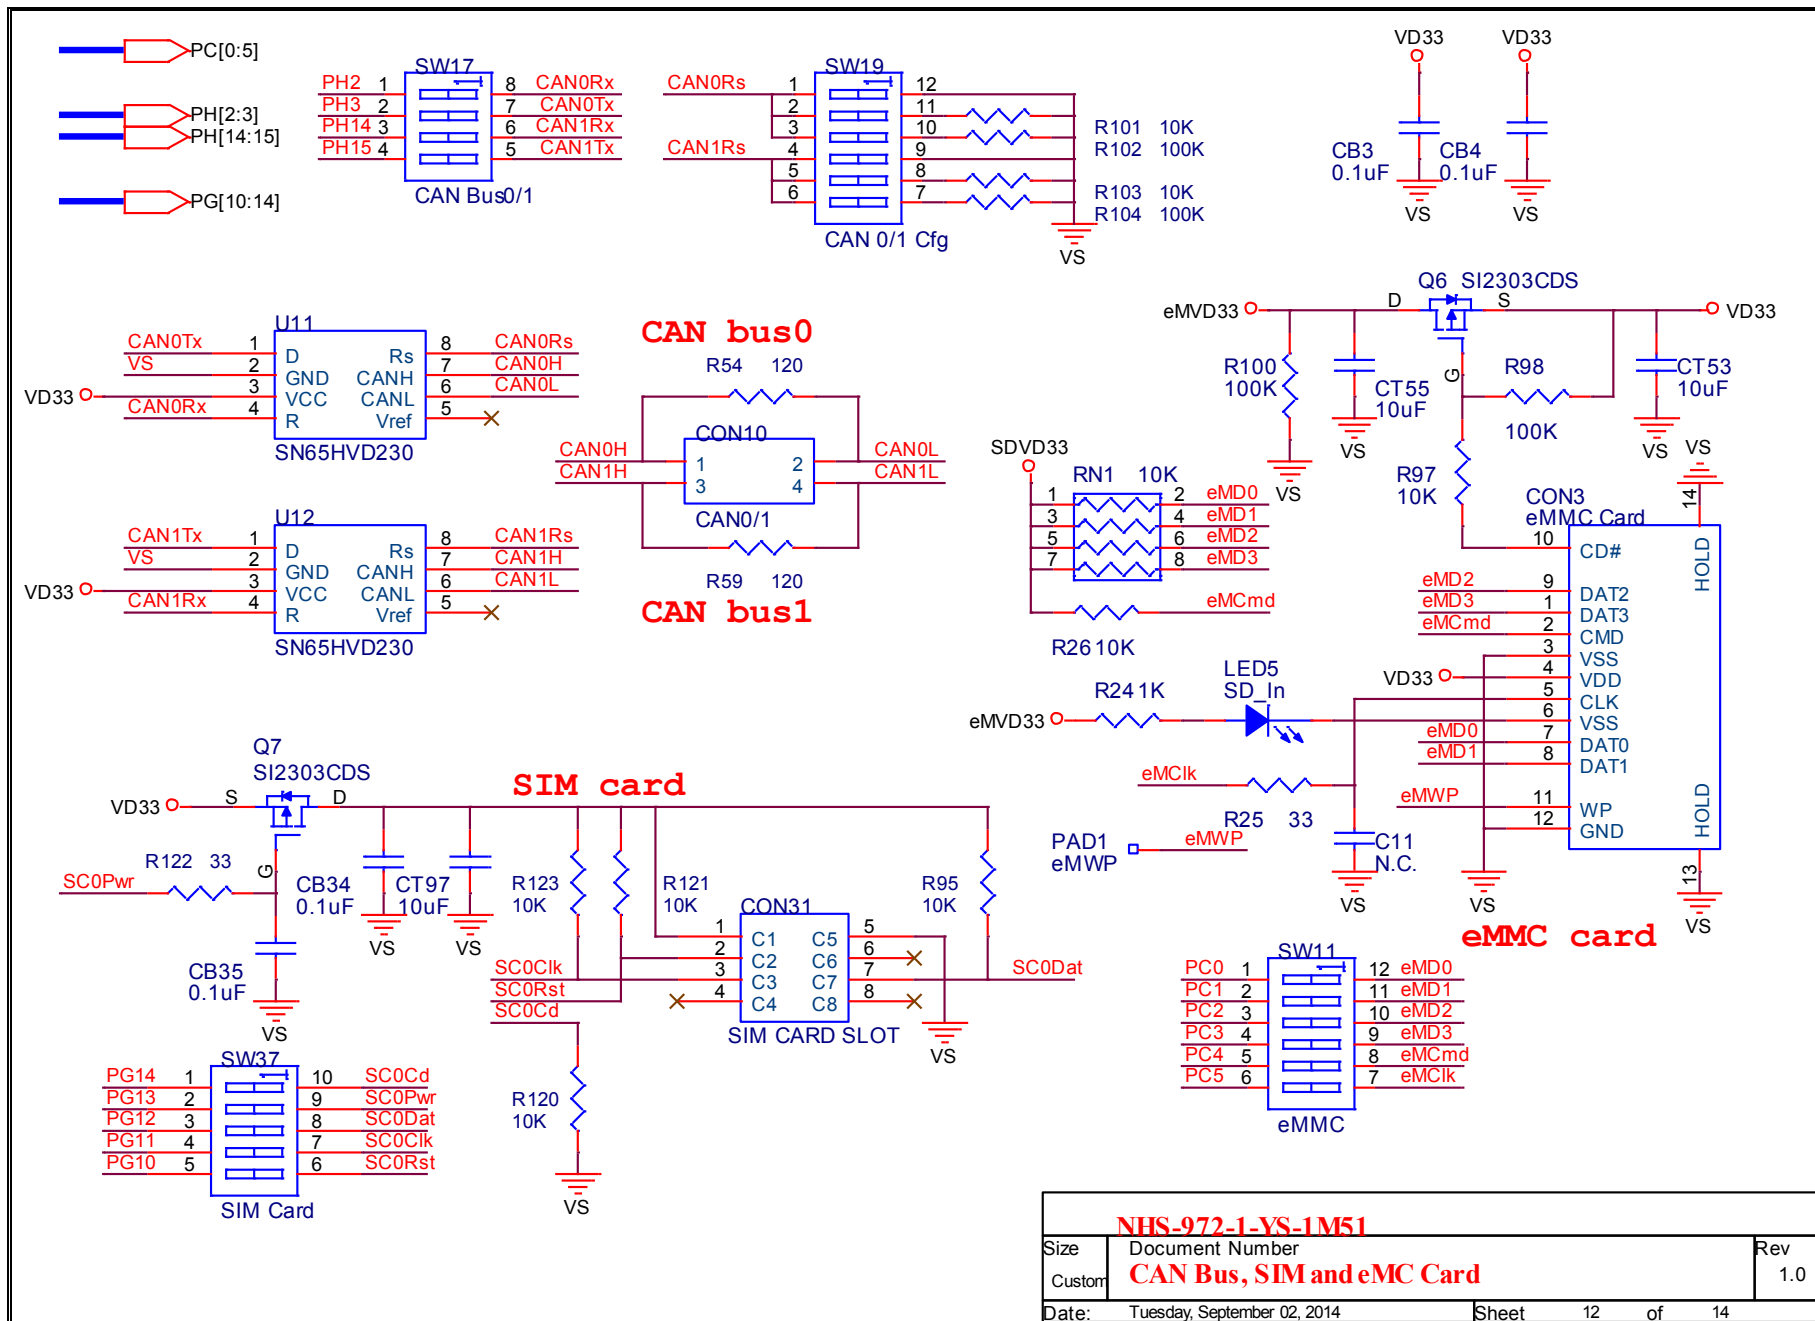 PC[0:5]
PH[2:3]
PH[14:15]
PG[10:14]
SW17
PH2 1 8 CAN0Rx
PH3 2 7 CAN0Tx
PH14 3 6 CAN1Rx
PH15 4 5 CAN1Tx
CAN Bus0/1
SW19
CAN0Rs 1 12
2 11
3 10
CAN1Rs 4 9
5 8
6 7
R101 10K
R102 100K
R103 10K
R104 100K
VS
CAN 0/1 Cfg
VD33 VD33
CB3 CB4
0.1uF 0.1uF
VS VS
U11
CAN0Tx 1 D Rs 8 CAN0Rs
VS 2 GND CANH 7 CAN0H
VD33 3 VCC CANL 6 CAN0L
CAN0Rx 4 R Vref 5
SN65HVD230
U12
CAN1Tx 1 D Rs 8 CAN1Rs
VS 2 GND CANH 7 CAN1H
VD33 3 VCC CANL 6 CAN1L
CAN1Rx 4 R Vref 5
SN65HVD230
CAN bus0
R54 120
CON10
CAN0H 1 2 CAN0L
CAN1H 3 4 CAN1L
CAN0/1
R59 120
CAN bus1
Q6 SI2303CDS
eMVD33 D S VD33
G
R100
100K
CT55
10uF
R98
100K
CT53
10uF
VS VS VS
R97
10K
SDVD33
RN1 10K
1 2 eMD0
3 4 eMD1
5 6 eMD2
7 8 eMD3
eMCmd
R26 10K
VS
CON3
eMMC Card
14 HOLD
10 CD#
eMD2 9 DAT2
eMD3 1 DAT3
eMCmd 2 CMD
3 VSS
VD33 4 VDD
5 CLK
6 VSS
eMD0 7 DAT0
eMD1 8 DAT1
eMWP 11 WP
12 GND
13 HOLD
VS VS
LED5
SD_In
R24 1K
eMVD33
eMClk
R25 33
C11
N.C.
VS
PAD1 eMWP
eMWP
eMMC card
SW11
PC0 1 12 eMD0
PC1 2 11 eMD1
PC2 3 10 eMD2
PC3 4 9 eMD3
PC4 5 8 eMCmd
PC5 6 7 eMClk
eMMC
Q7
SI2303CDS
VD33 S D
G
SIM card
R122 33
SC0Pwr
CB34
0.1uF
CT97
10uF
VS VS
CB35
0.1uF
VS
R123
10K
R121
10K
R95
10K
CON31
1 C1 C5 5
2 C2 C6 6
SC0Clk 3 C3 C7 7 SC0Dat
SC0Rst 4 C4 C8 8
SC0Cd
SIM CARD SLOT
VS
R120
10K
VS
SW37
PG14 1 10 SC0Cd
PG13 2 9 SC0Pwr
PG12 3 8 SC0Dat
PG11 4 7 SC0Clk
PG10 5 6 SC0Rst
SIM Card
NHS-972-1-YS-1M51
Size Document Number Rev
Custom CAN Bus, SIM and eMC Card 1.0
Date: Tuesday, September 02, 2014 Sheet 12 of 14